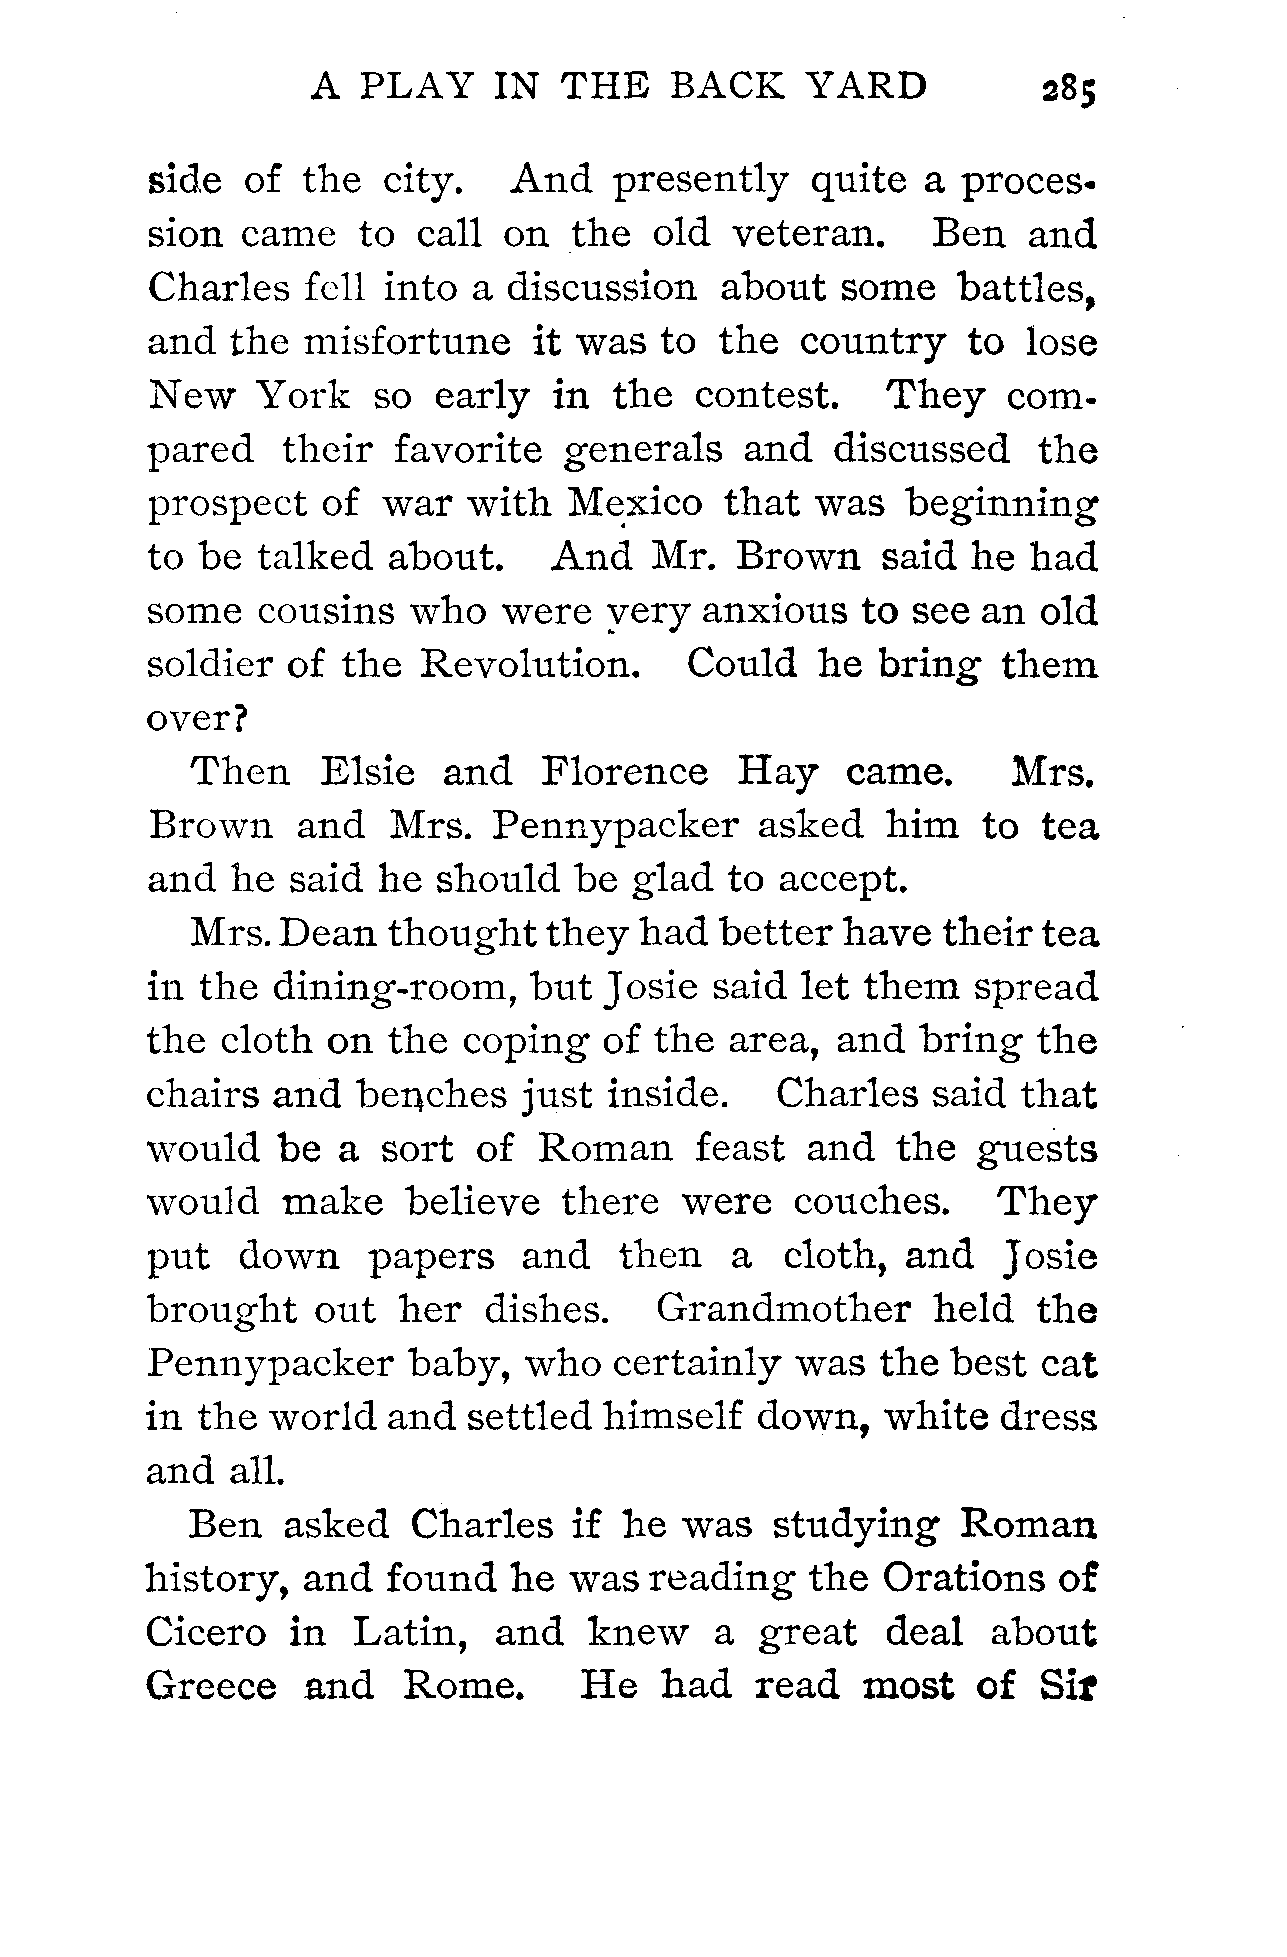 A PLAY IN THE BACK YARD 285
side of the city. And presently quite a proces-
sion came to call on the old veteran. Ben and
Charles fell into a discussion about some battles,
and the misfortune it was to the country to lose
New York so early in the contest. They com-
pared their favorite generals and discussed the
prospect of war with Mexico that was beginning
to be talked about. And Mr. Brown said he had
some cousins who were very anxious to see an old
soldier of the Revolution. Could he bring them
over?
Then Elsie and Florence Hay came. Mrs.
Brown and Mrs. Pennypacker asked him to tea
and he said he should be glad to accept.
Mrs. Dean thought they had better have their tea
in the dining-room, but Josie said let them spread
the cloth on the coping of the area, and bring the
chairs and benches just inside. Charles said that
would be a sort of Roman feast and the guests
would make believe there were couches. They
put down papers and then a cloth, and Josie
brought out her dishes. Grandmother held the
Pennypacker baby, who certainly was the best cat
in the world and settled himself down, white dress
and all.
Ben asked Charles if he was studying Roman
history, and found he was reading the Orations of
Cicero in Latin, and knew a great deal about
Greece and Rome. He had read most of Sir